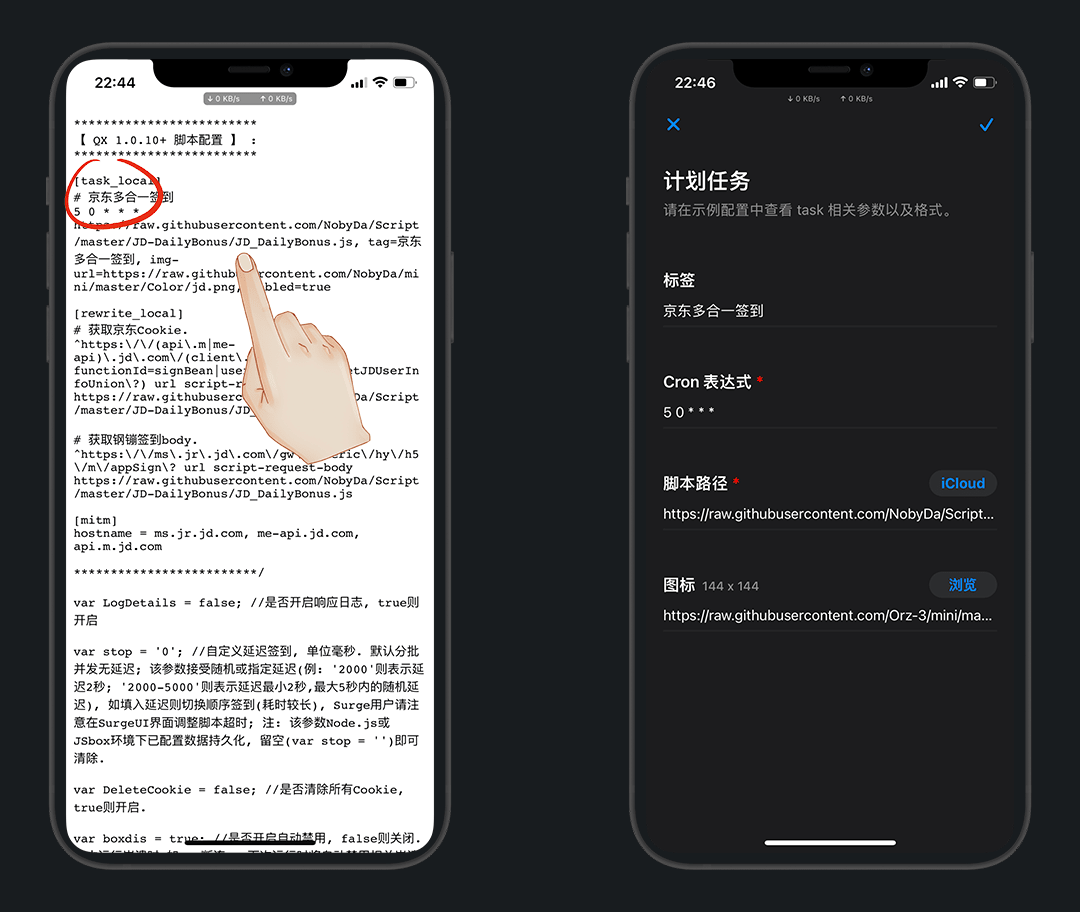 22:44
↓ 0 KB/s ↑ 0 KB/s
*************************
【 QX 1.0.10+ 脚本配置 】 :
*************************
[task_local]
# 京东多合一签到
5 0 * * *
https://raw.githubusercontent.com/NobyDa/Script
/master/JD-DailyBonus/JD_DailyBonus.js, tag=京东
多合一签到, img-
url=https://raw.githubusercontent.com/NobyDa/mi
ni/master/Color/jd.png,
[rewrite_local]
# 获取京东Cookie.
^https:\/\/(api\.m|me-
api)\.jd\.com\/(client\.
functionId=signBean|
foUnion\?) url
https://raw.githubusercontent.com/NobyDa/Script
/master/JD-DailyBonus/JD_
# 获取钢镚签到body.
^https:\/\/ms\.jr\.jd\.com\/gw\/generic\/hy\/h5
\/m\/appSign\? url script-request-body
https://raw.githubusercontent.com/NobyDa/Script
/master/JD-DailyBonus/JD_DailyBonus.js
[mitm]
hostname = ms.jr.jd.com, me-api.jd.com,
api.m.jd.com
*************************/
var LogDetails = false; //是否开启响应日志, true则
开启
var stop = '0'; //自定义延迟签到, 单位毫秒. 默认分批
并发无延迟; 该参数接受随机或指定延迟(例: '2000'则表示延
迟2秒; '2000-5000'则表示延迟最小2秒,最大5秒内的随机延
迟), 如填入延迟则切换顺序签到(耗时较长), Surge用户请注
意在SurgeUI界面调整脚本超时; 注: 该参数Node.js或
JSbox环境下已配置数据持久化, 留空(var stop = '')即可
清除.
var DeleteCookie = false; //是否清除所有Cookie,
true则开启.
var boxdis = true; //是否开启自动禁用, false则关闭.
22:46
↓ 0 KB/s ↑ 0 KB/s
计划任务
请在示例配置中查看 task 相关参数以及格式。
标签
京东多合一签到
Cron 表达式 *
5 0 * * *
脚本路径 * iCloud
https://raw.githubusercontent.com/NobyDa/Script...
图标 144 x 144 浏览
https://raw.githubusercontent.com/Orz-3/mini/ma...